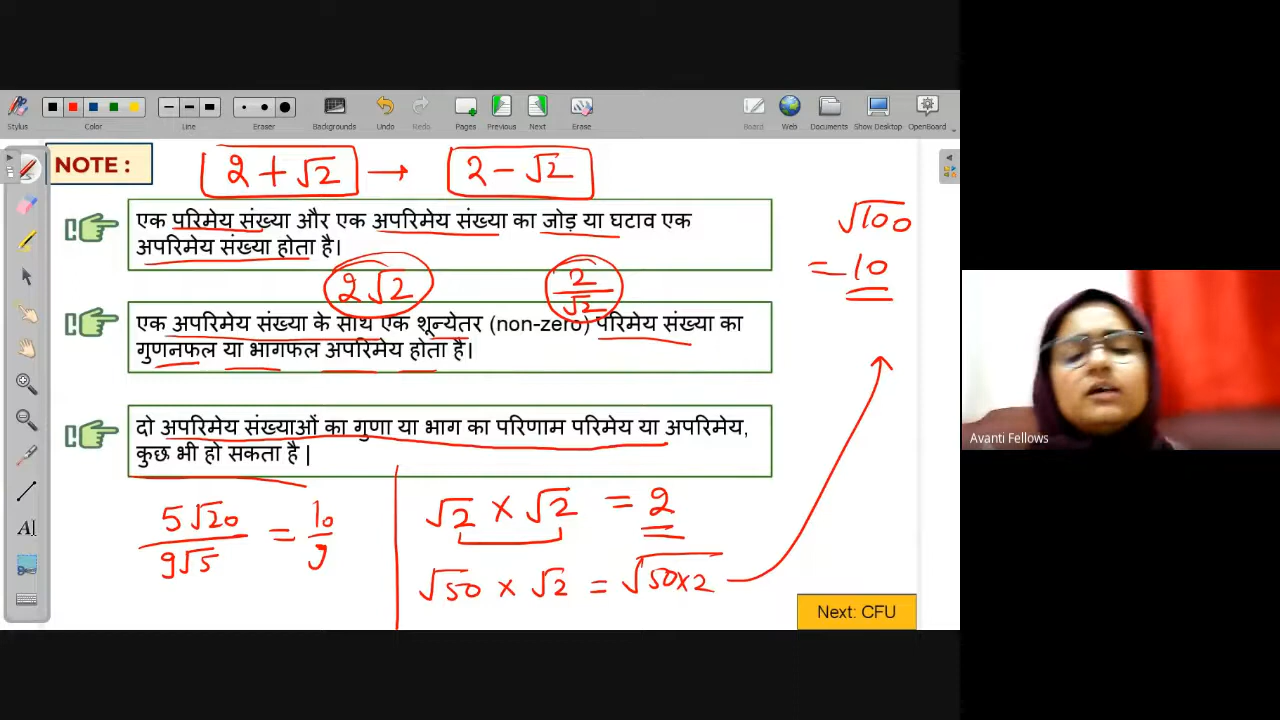 Stylus
Color
Line
Eraser
Backgrounds
Undo
Redo
Pages
Previous
Next
Erase
Board
Web
Documents
Show Desktop
OpenBoard
NOTE :
2 + √2 → 2 - √2
एक परिमेय संख्या और एक अपरिमेय संख्या का जोड़ या घटाव एक
अपरिमेय संख्या होता है।
√100
= 10
2√2
2/√2
एक अपरिमेय संख्या के साथ एक शून्येतर (non-zero) परिमेय संख्या का
गुणनफल या भागफल अपरिमेय होता है।
दो अपरिमेय संख्याओं का गुणा या भाग का परिणाम परिमेय या अपरिमेय,
कुछ भी हो सकता है |
5√20/9√5 = 10/9
√2 × √2 = 2
√50 × √2 = √50×2
Next: CFU
Avanti Fellows